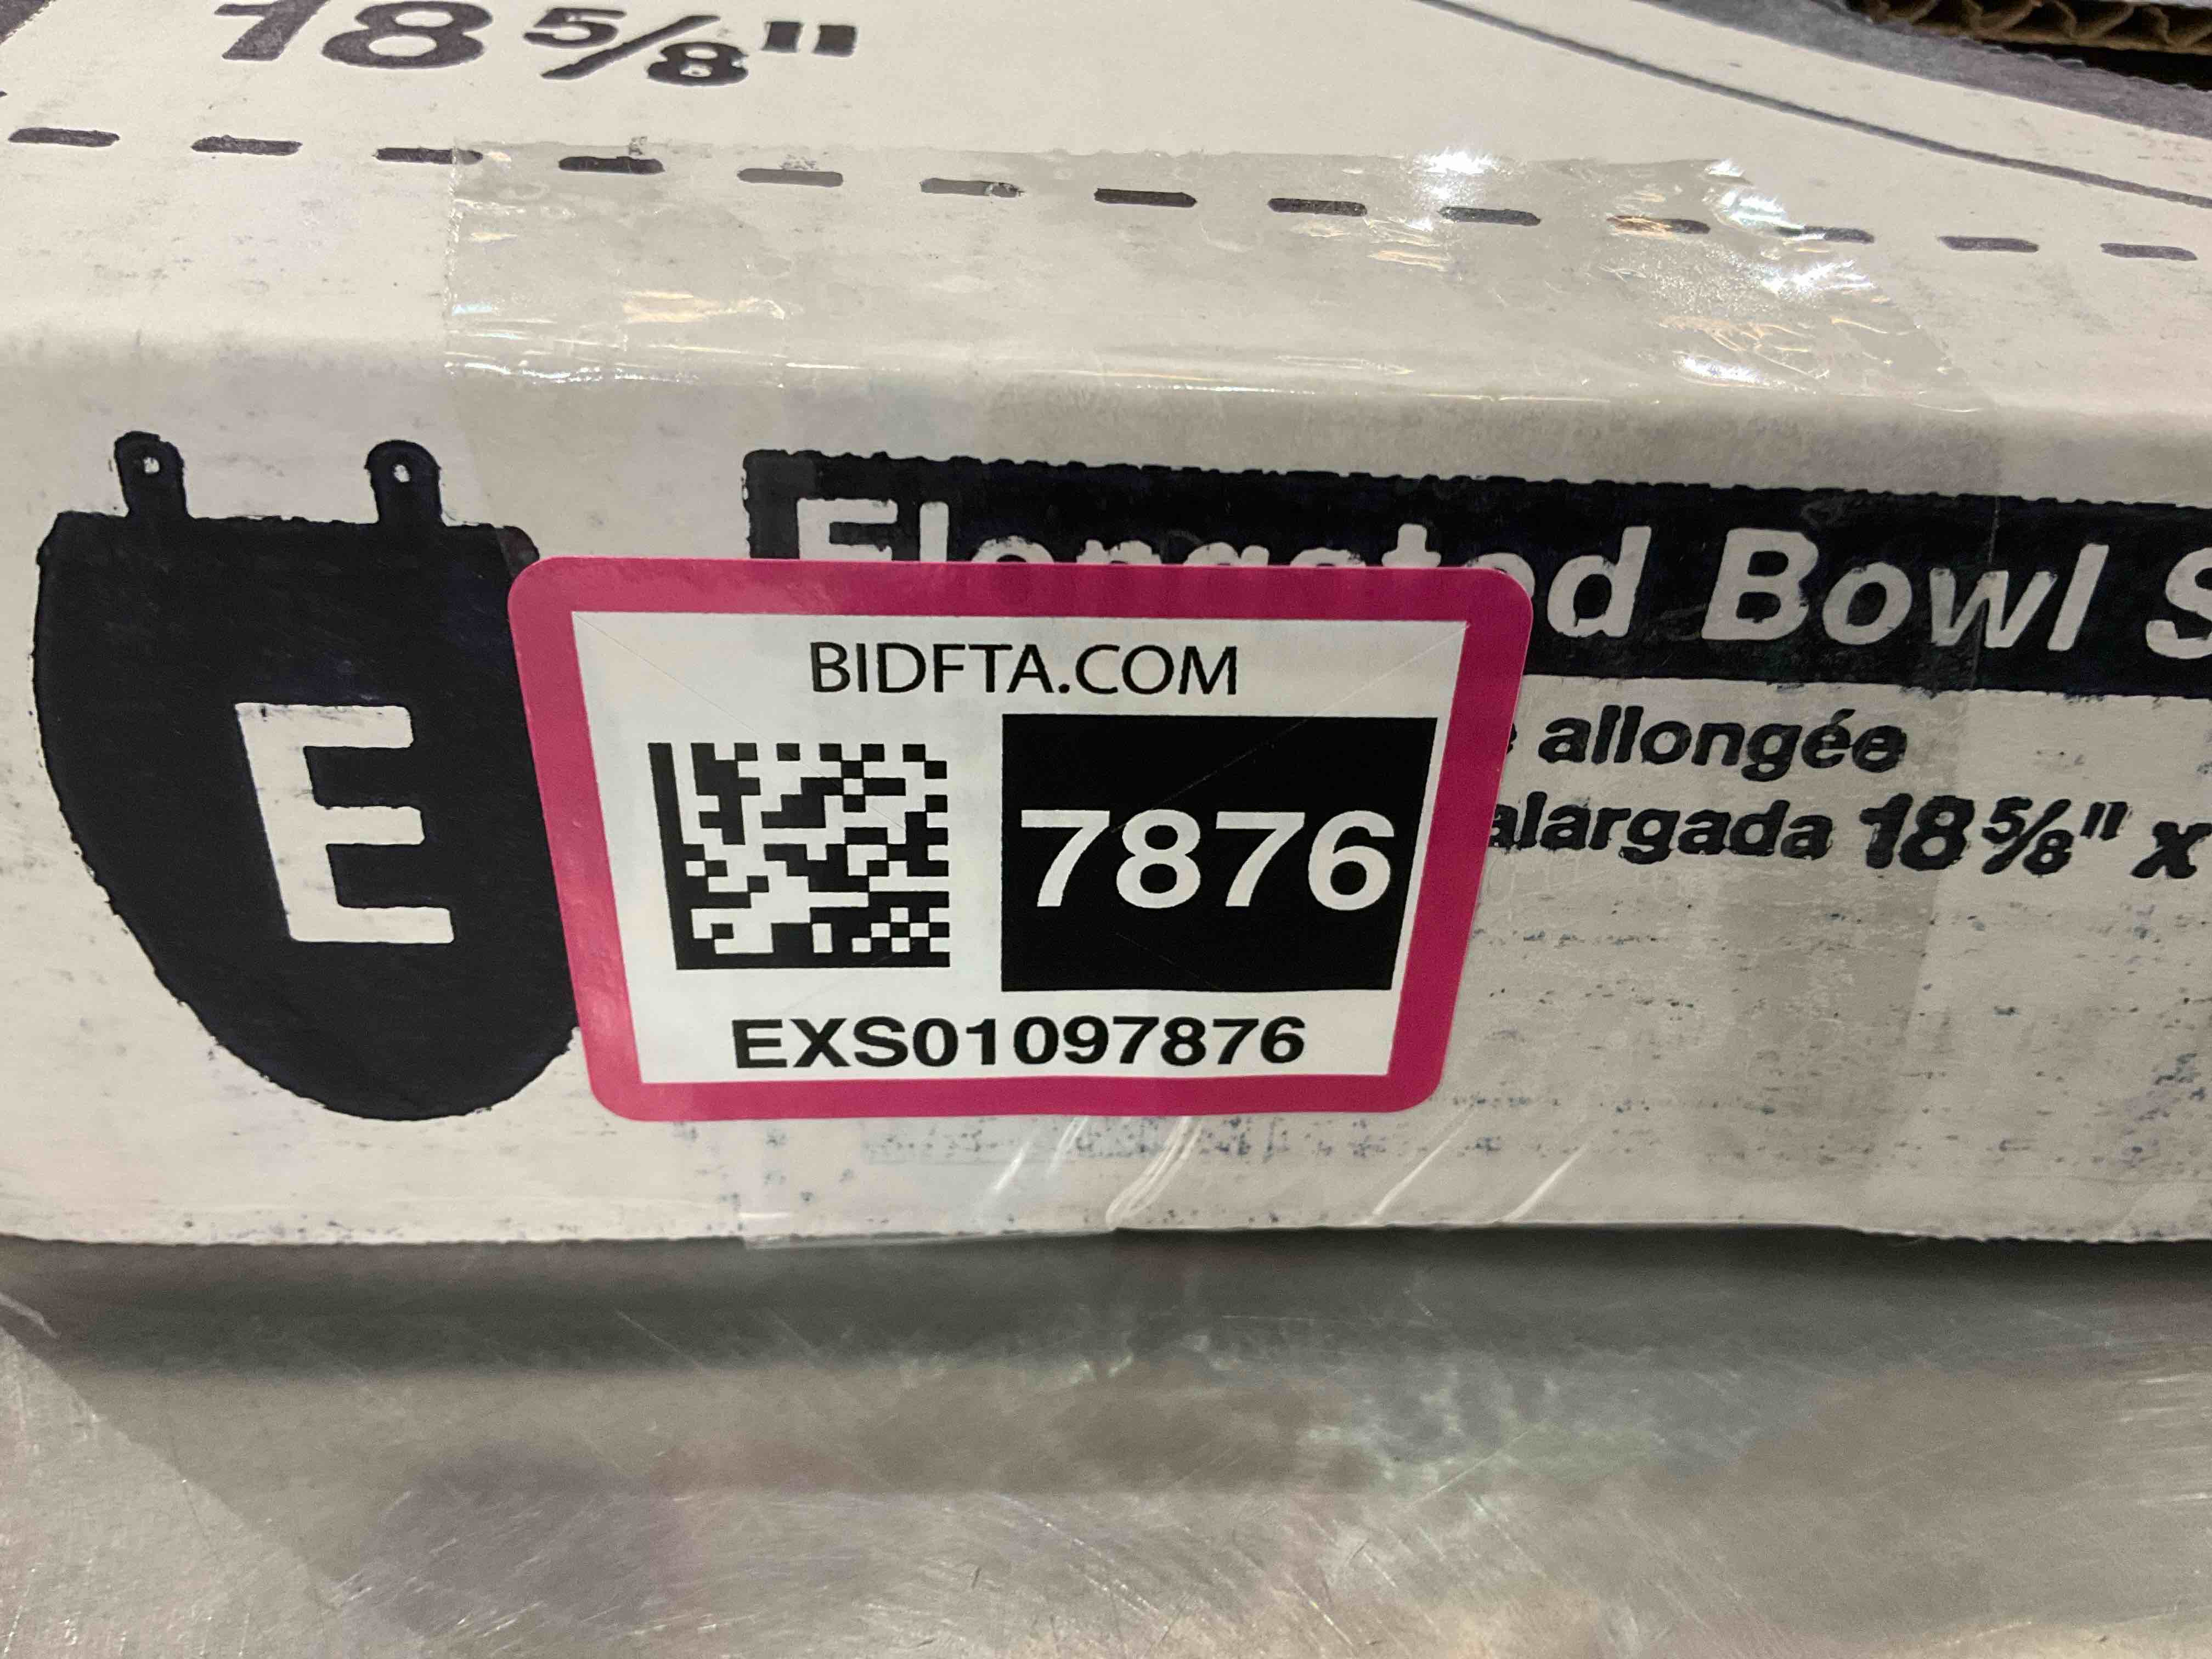 18 5/8"
Elongated Bowl
E
BIDFTA.COM
allongée
7876
alargada 18 5/8" x
EXS01097876